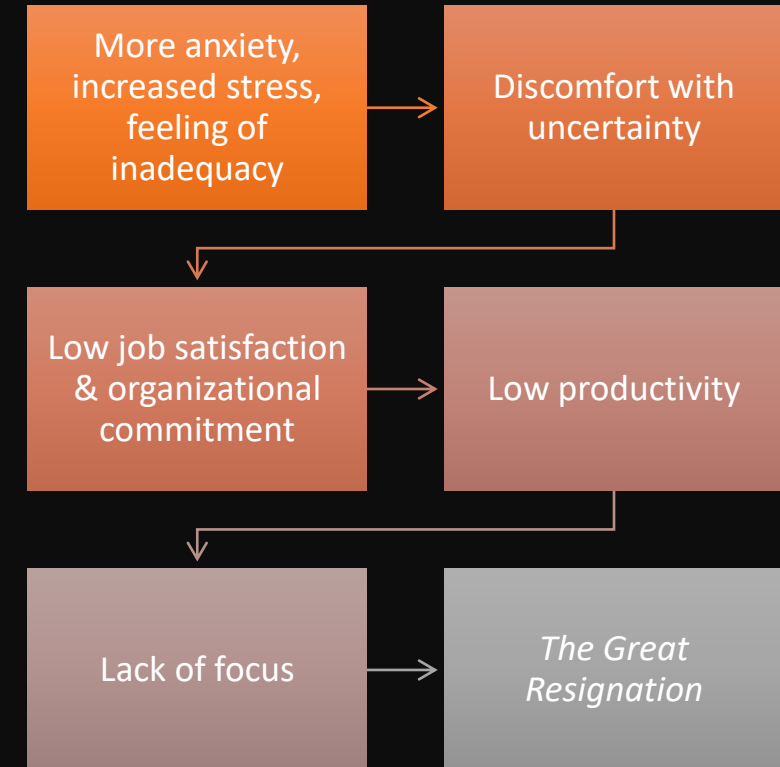 More anxiety,
increased stress,
feeling of
inadequacy
Discomfort with
uncertainty
Low job satisfaction
& organizational
commitment
Low productivity
Lack of focus
The Great
Resignation